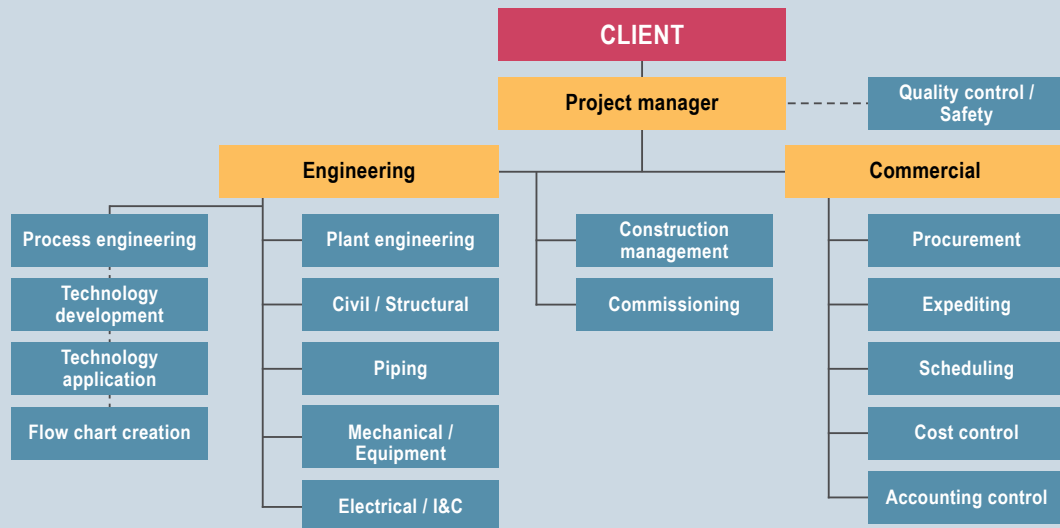 CLIENT
Project manager
Quality control /
Safety
Engineering
Commercial
Process engineering
Technology
development
Technology
application
Flow chart creation
Plant engineering
Civil / Structural
Piping
Mechanical /
Equipment
Electrical / I&C
Construction
management
Commissioning
Procurement
Expediting
Scheduling
Cost control
Accounting control